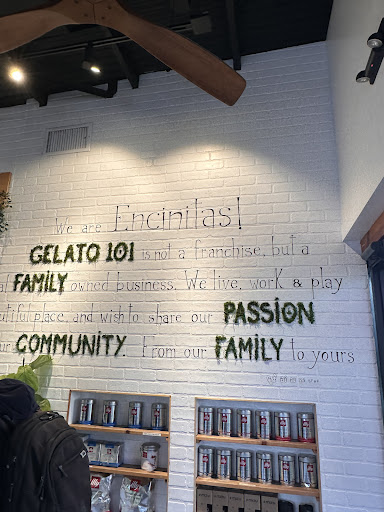 We are Encinitas!
GELATO 101 is not a franchise, but a
FAMILY owned business. We live, work & play
place, and wish to share our PASSION
COMMUNITY. From our FAMILY to yours